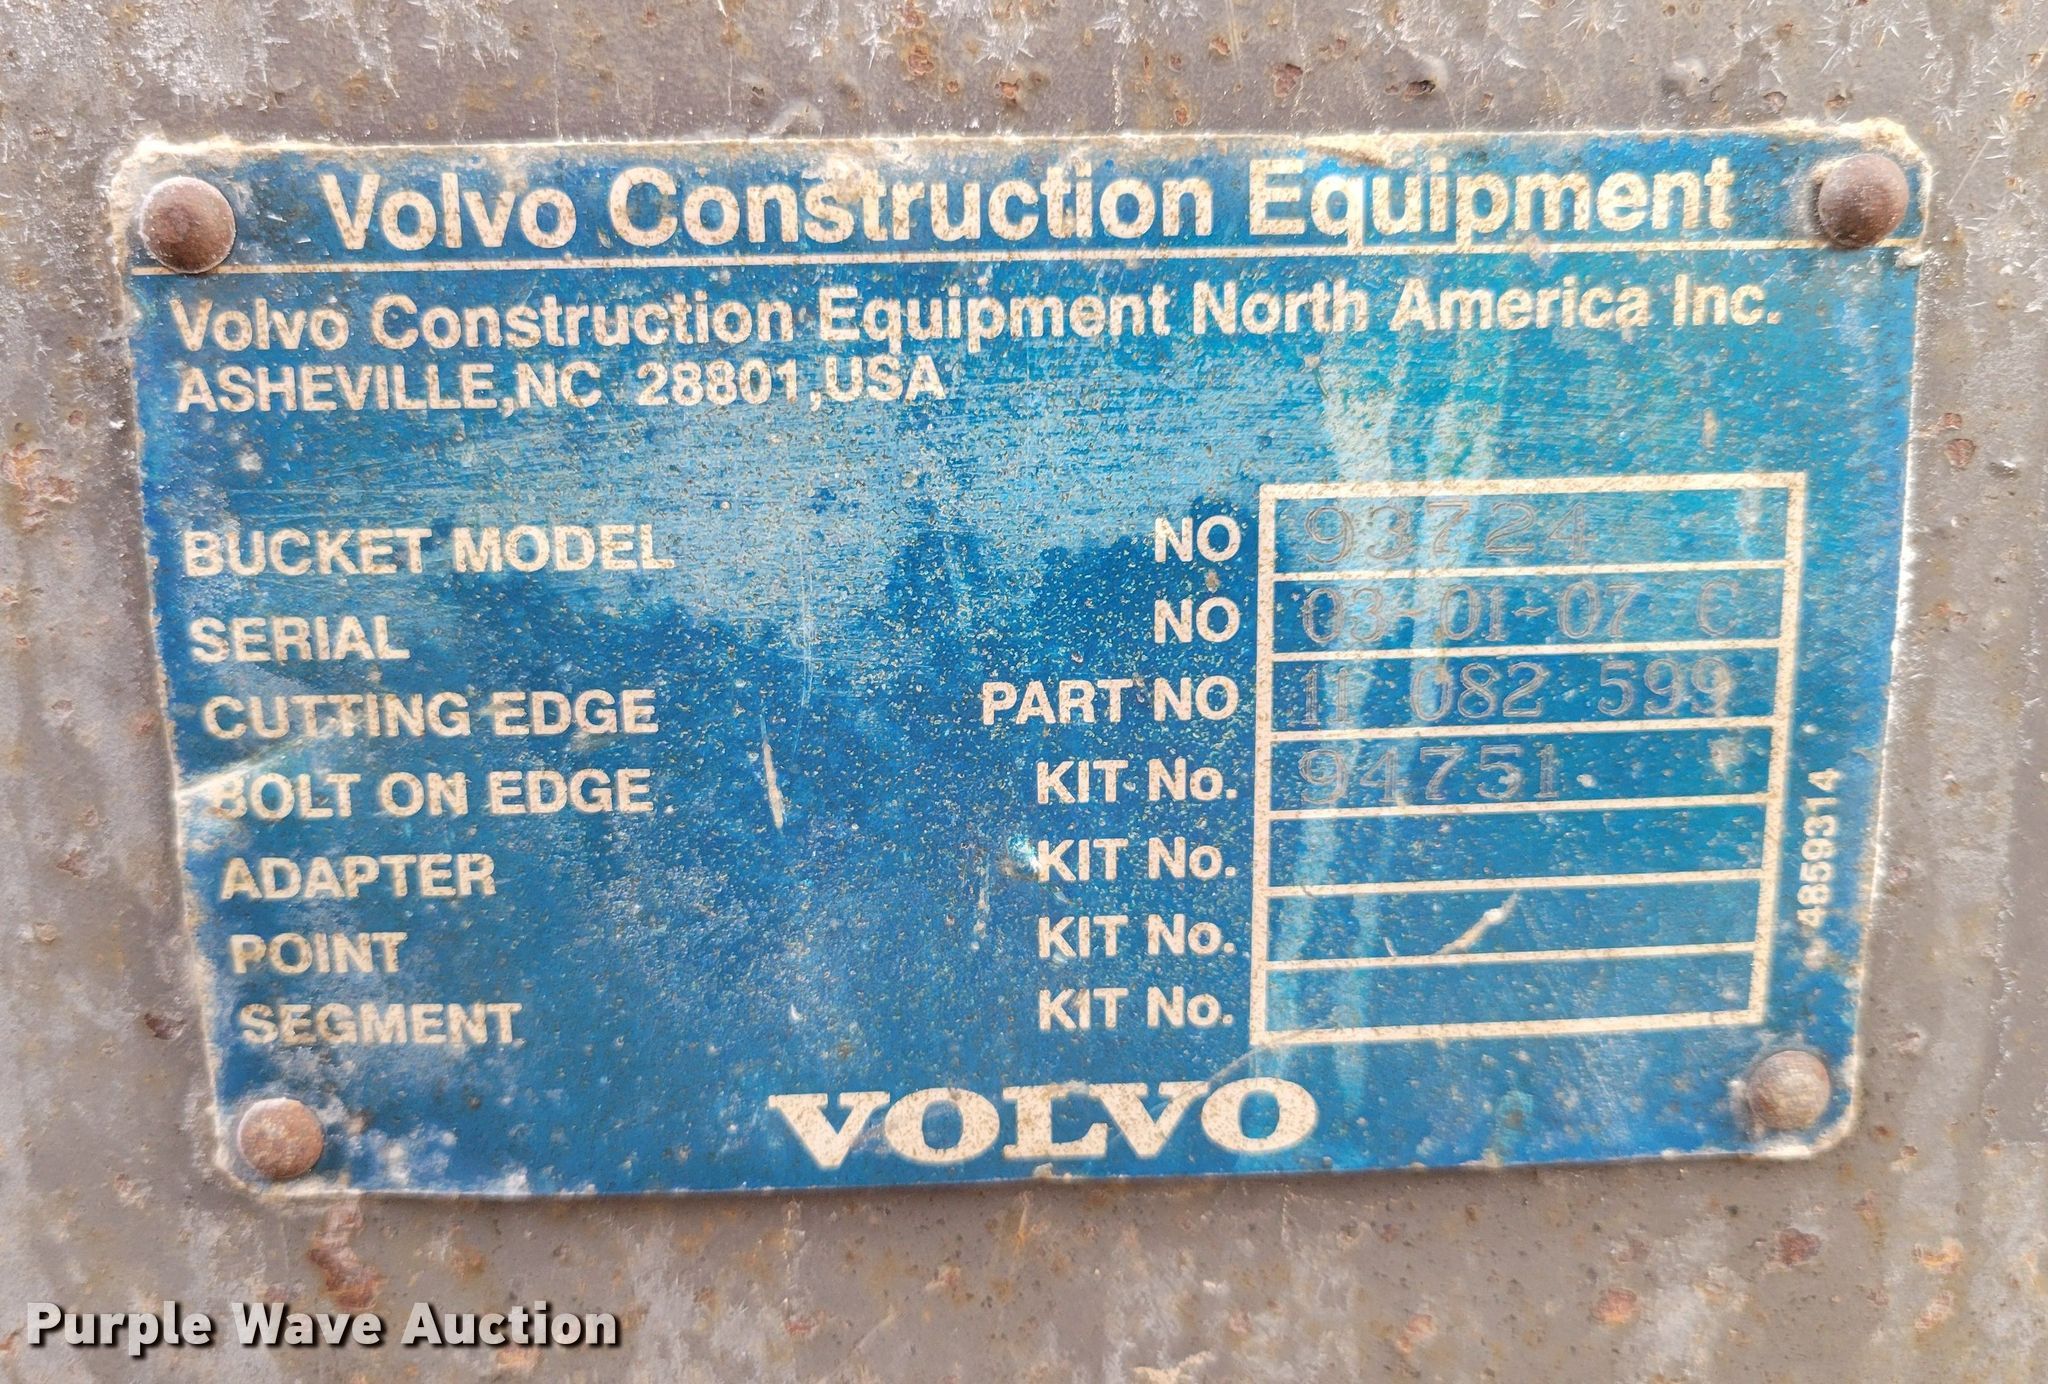 Volvo Construction Equipment
Volvo Construction Equipment North America Inc.
ASHEVILLE,NC 28801,USA
BUCKET MODEL NO 93724
SERIAL NO 03-01-07 C
CUTTING EDGE PART NO 11 082 599
BOLT ON EDGE KIT No. 94751
ADAPTER KIT No.
POINT KIT No.
SEGMENT KIT No.
4859314
VOLVO
Purple Wave Auction